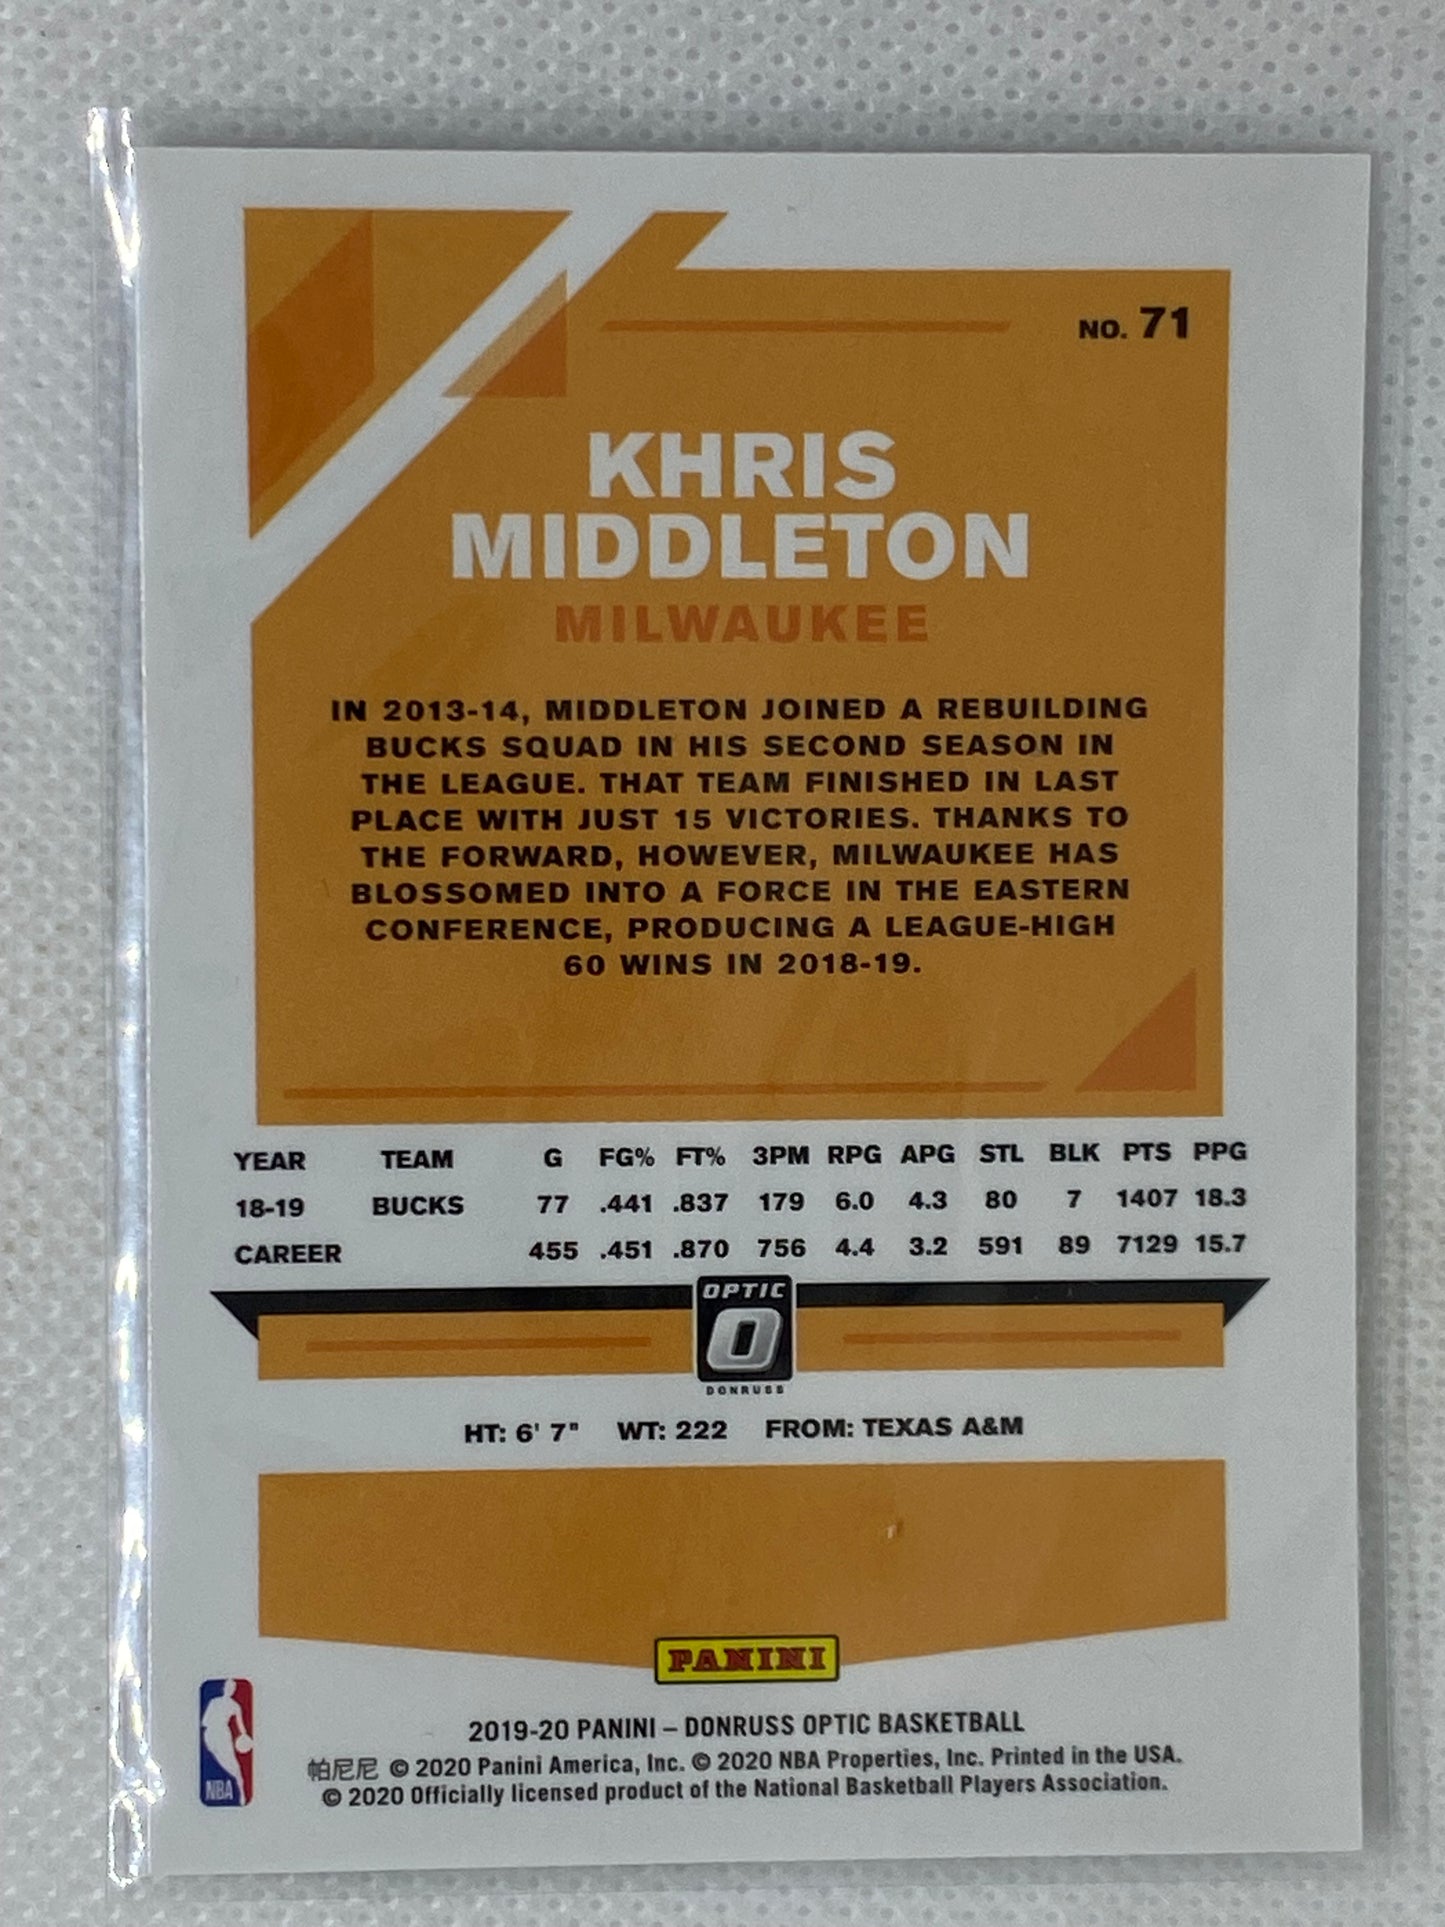 NO. 71
KHRIS
MIDDLETON
MILWAUKEE
IN 2013-14, MIDDLETON JOINED A REBUILDING
BUCKS SQUAD IN HIS SECOND SEASON IN
THE LEAGUE. THAT TEAM FINISHED IN LAST
PLACE WITH JUST 15 VICTORIES. THANKS TO
THE FORWARD, HOWEVER, MILWAUKEE HAS
BLOSSOMED INTO A FORCE IN THE EASTERN
CONFERENCE, PRODUCING A LEAGUE-HIGH
60 WINS IN 2018-19.
YEAR TEAM G FG% FT% 3PM RPG APG STL BLK PTS PPG
18-19 BUCKS 77 .441 .837 179 6.0 4.3 80 7 1407 18.3
CAREER 455 .451 .870 756 4.4 3.2 591 89 7129 15.7
OPTIC
O
DONRUSS
HT: 6' 7" WT: 222 FROM: TEXAS A&M
PANINI
2019-20 PANINI – DONRUSS OPTIC BASKETBALL
帕尼尼 © 2020 Panini America, Inc. © 2020 NBA Properties, Inc. Printed in the USA.
© 2020 Officially licensed product of the National Basketball Players Association.
NBA